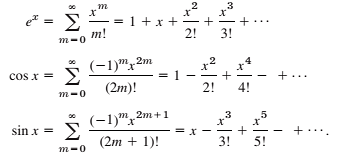 e^x = ∑_{m=0}^{∞} x^m / m! = 1 + x + x^2 / 2! + x^3 / 3! + ···
cos x = ∑_{m=0}^{∞} (−1)^m x^{2m} / (2m)! = 1 − x^2 / 2! + x^4 / 4! − + ···
sin x = ∑_{m=0}^{∞} (−1)^m x^{2m+1} / (2m + 1)! = x − x^3 / 3! + x^5 / 5! − + ···.